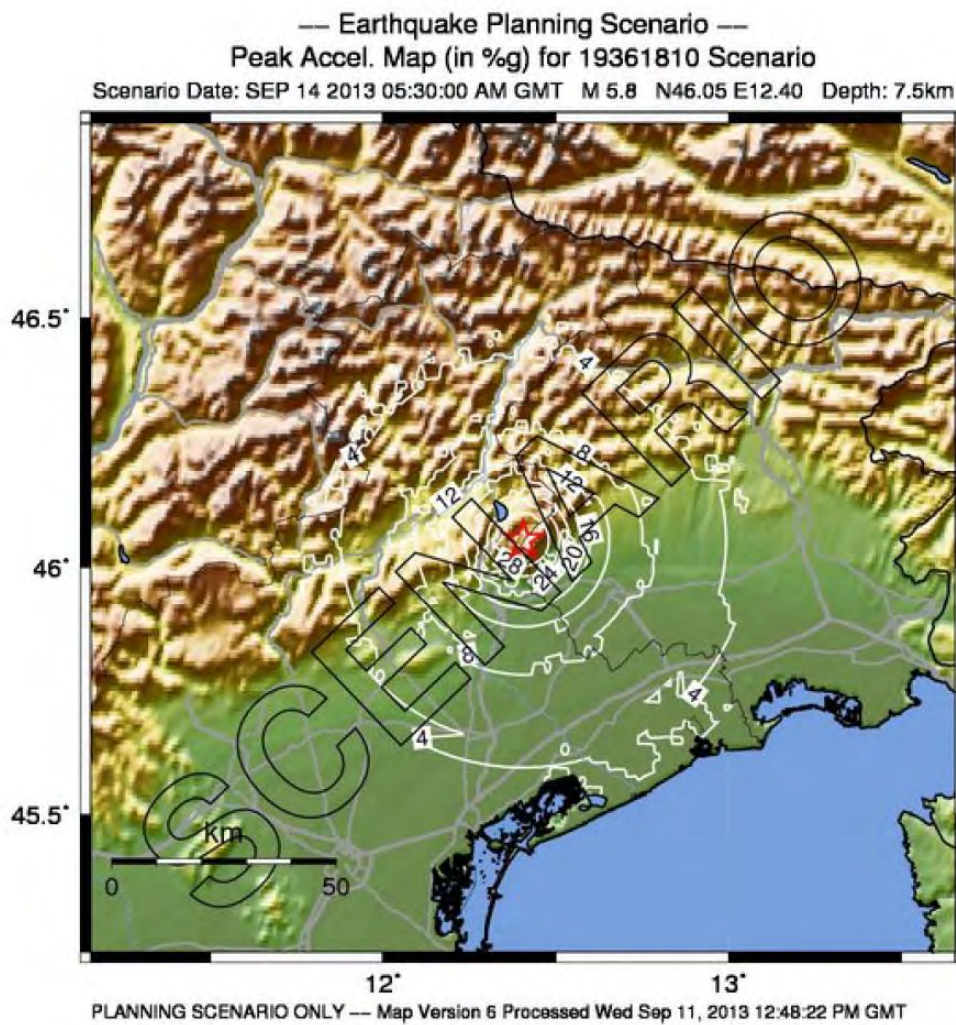 –– Earthquake Planning Scenario ––
Peak Accel. Map (in %g) for 19361810 Scenario
Scenario Date: SEP 14 2013 05:30:00 AM GMT M 5.8 N46.05 E12.40 Depth: 7.5km
46.5°
46°
45.5°
4
4
8
12
12
16
20
28
24
8
4
4
SCENARIO
km
0 50
12° 13°
PLANNING SCENARIO ONLY –– Map Version 6 Processed Wed Sep 11, 2013 12:48:22 PM GMT